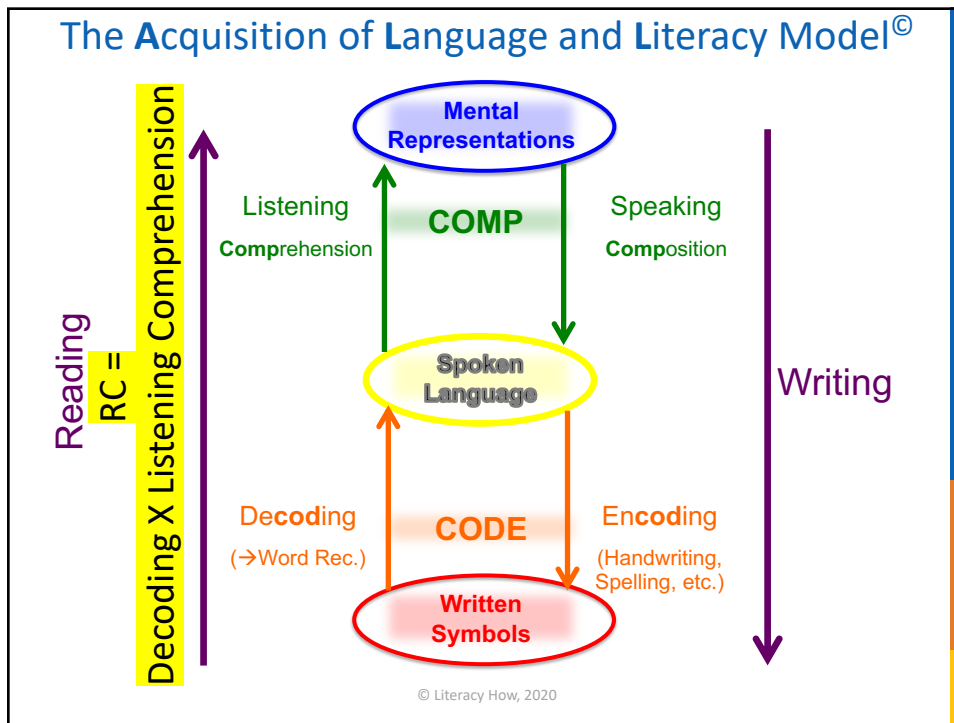 The Acquisition of Language and Literacy Model©
Reading
RC =
Decoding X Listening Comprehension
Mental
Representations
Listening
Comprehension
COMP
Speaking
Composition
Spoken
Language
Writing
Decoding
(→Word Rec.)
CODE
Encoding
(Handwriting,
Spelling, etc.)
Written
Symbols
© Literacy How, 2020